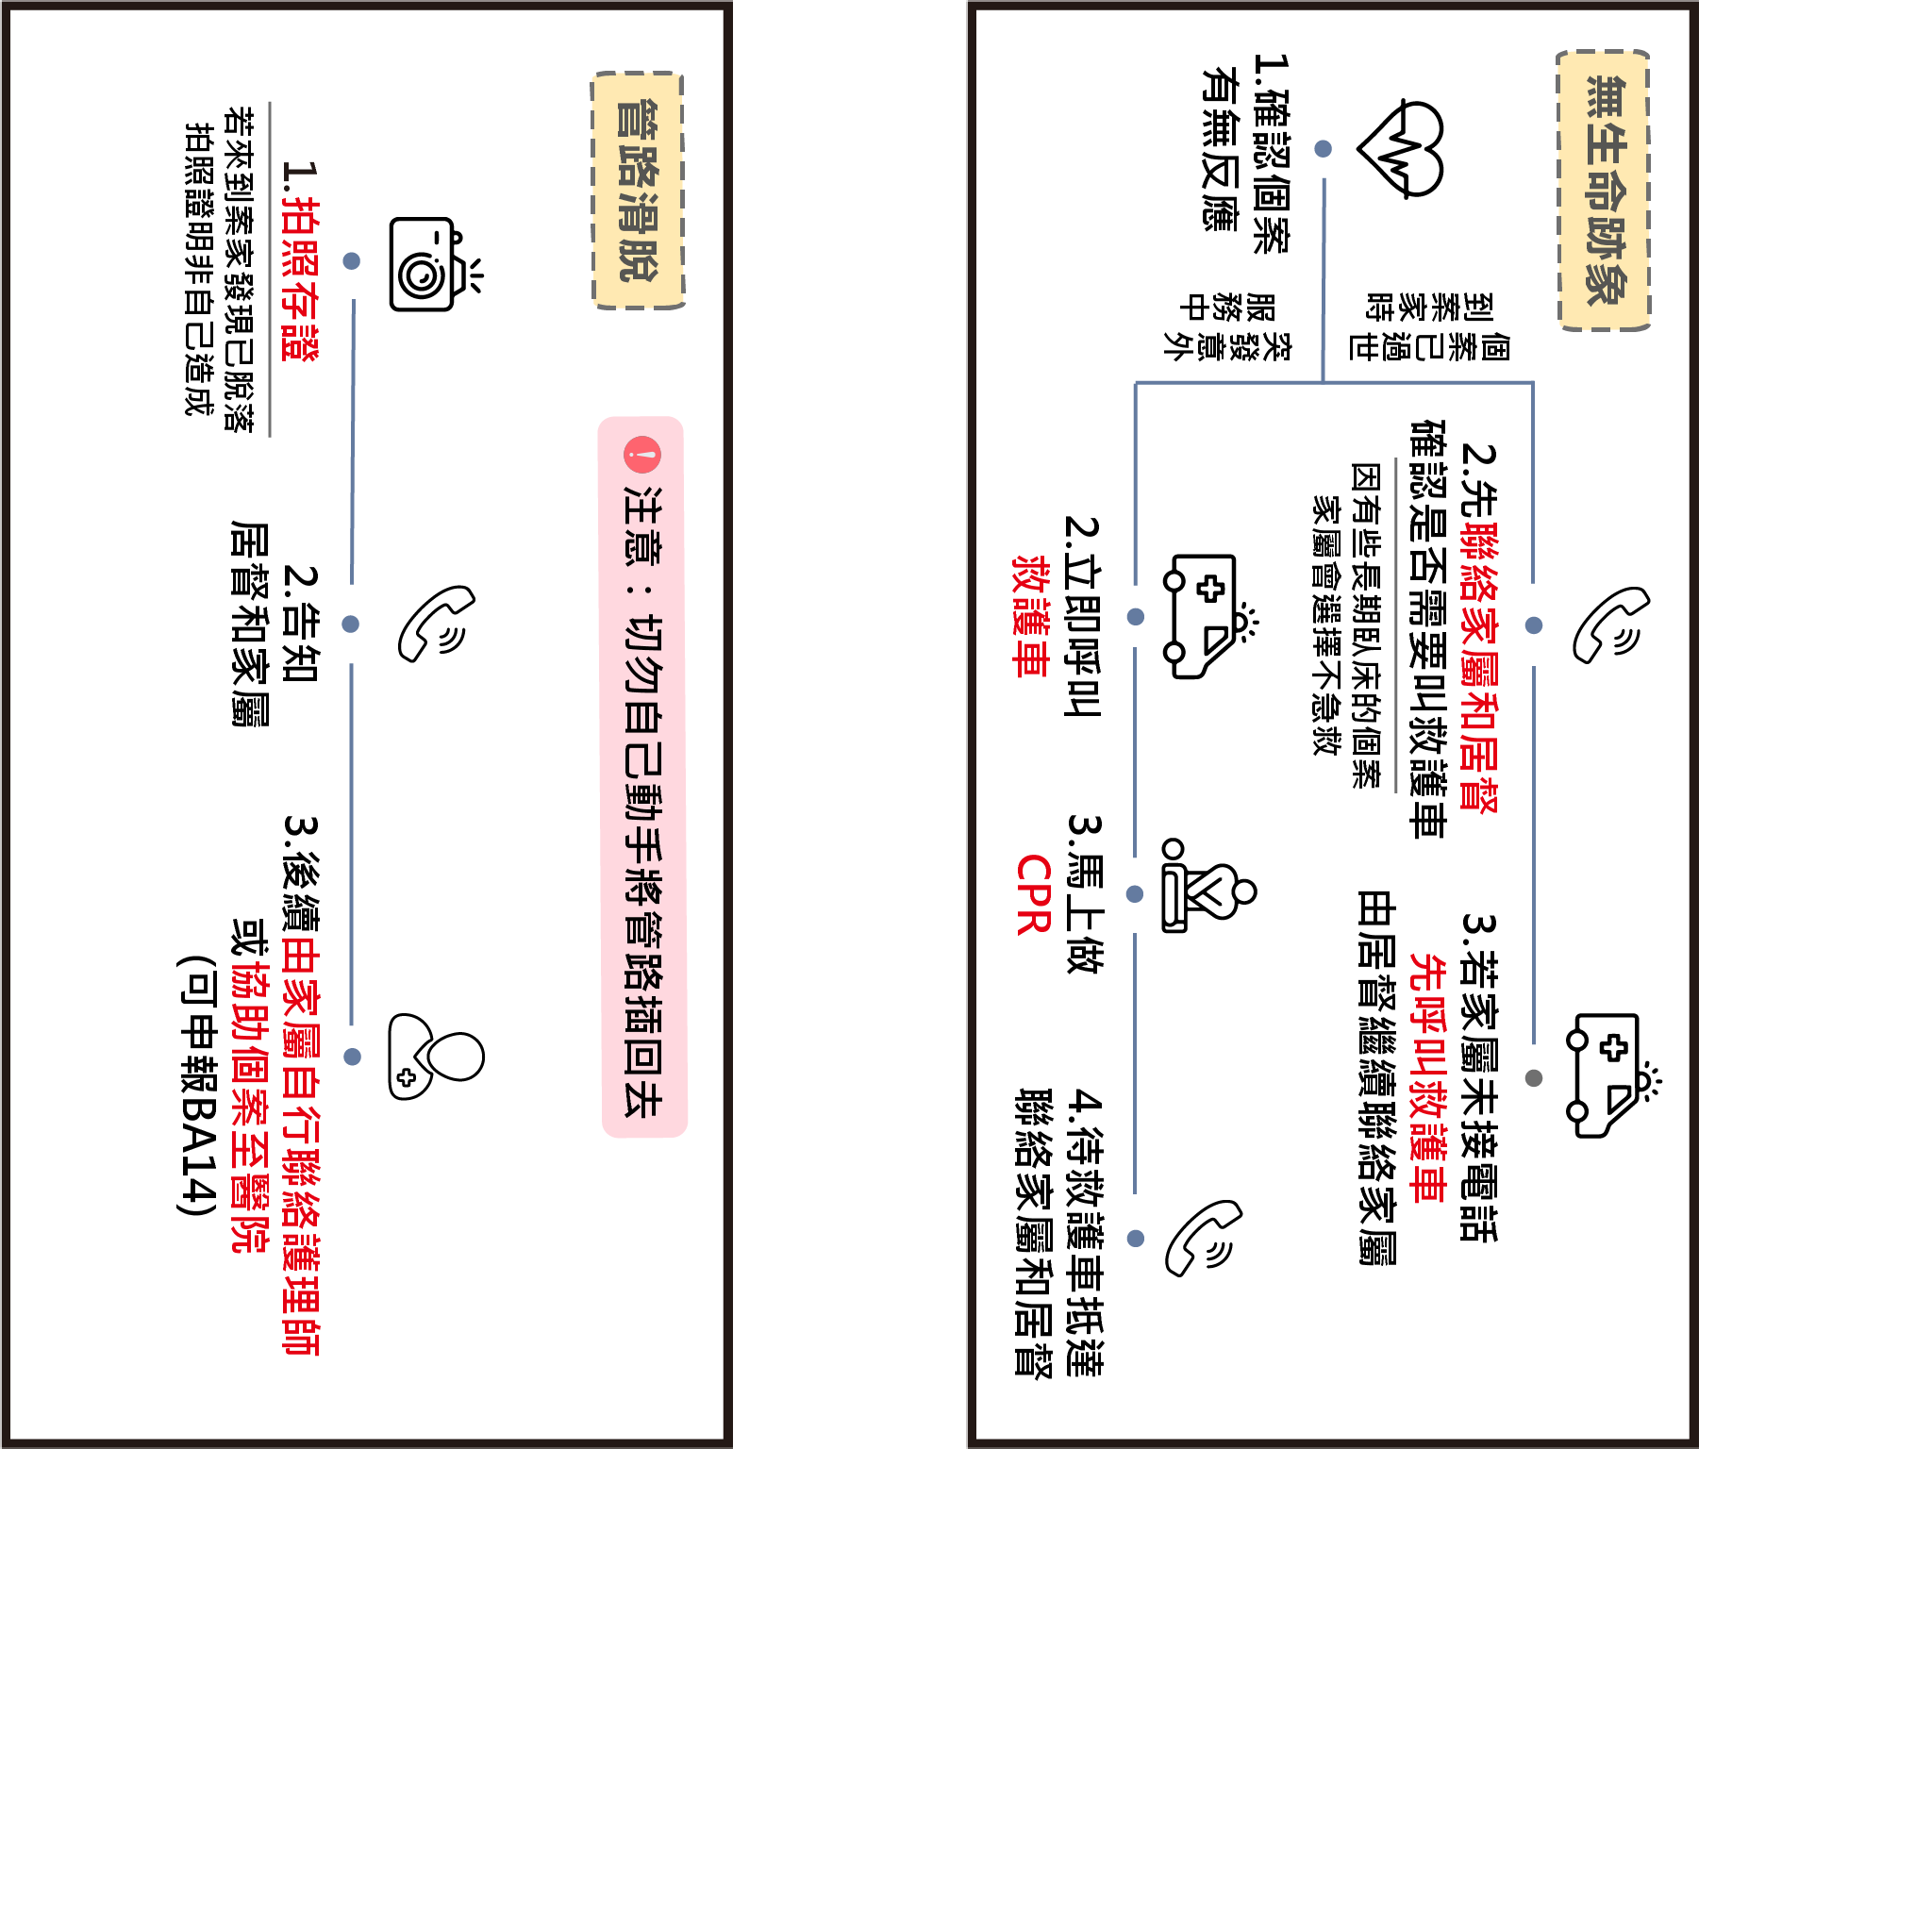 無生命跡象
1.確認個案
有無反應
到案家時
個案已過世
服務中
突發意外
2.先聯絡家屬和居督
確認是否需要叫救護車
因有些長期臥床的個案
家屬會選擇不急救
3.若家屬未接電話
先呼叫救護車
由居督繼續聯絡家屬
2.立即呼叫
救護車
3.馬上做
CPR
4.待救護車抵達
聯絡家屬和居督
管路滑脫
注意：切勿自己動手將管路插回去
1.拍照存證
若來到案家發現已脫落
拍照證明非自己造成
2.告知
居督和家屬
3.後續由家屬自行聯絡護理師
或協助個案至醫院
(可申報BA14)